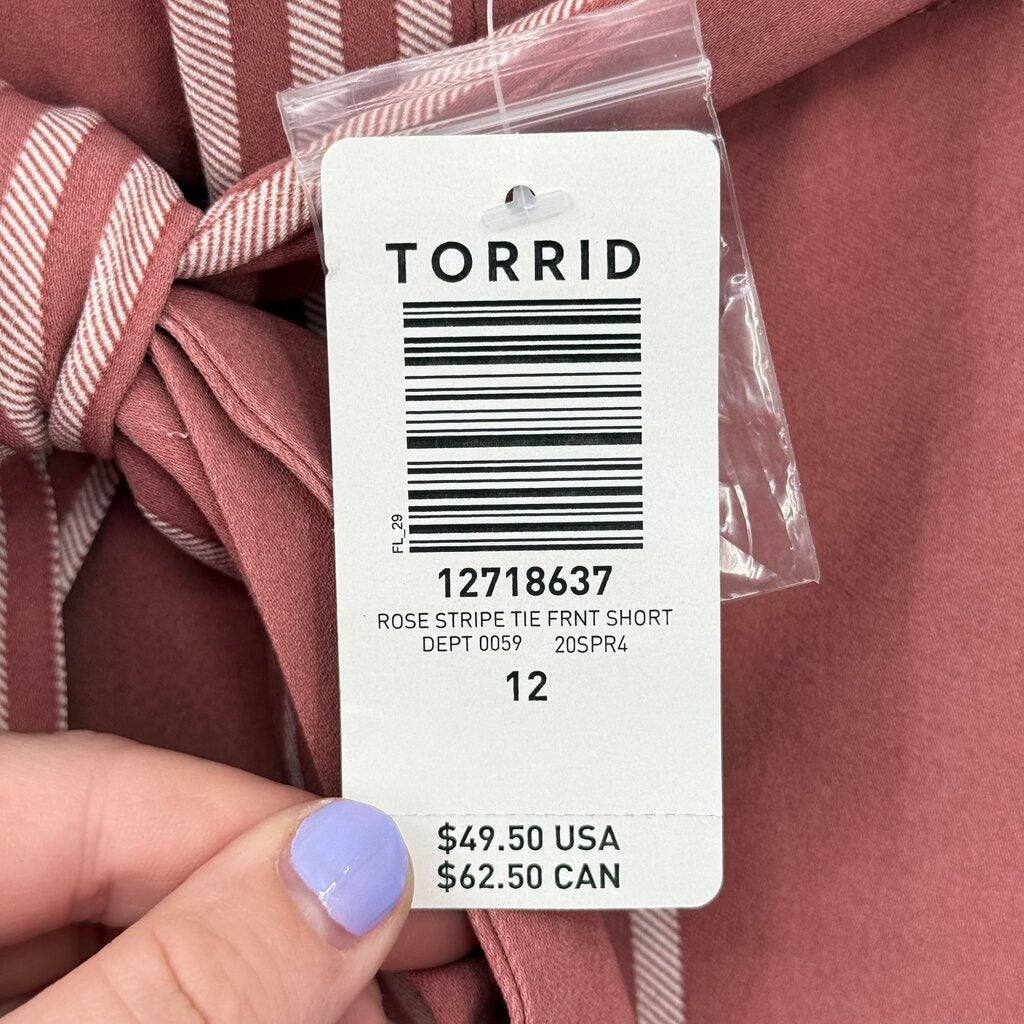 TORRID
FL_29
12718637
ROSE STRIPE TIE FRNT SHORT
DEPT 0059 20SPR4
12
$49.50 USA
$62.50 CAN